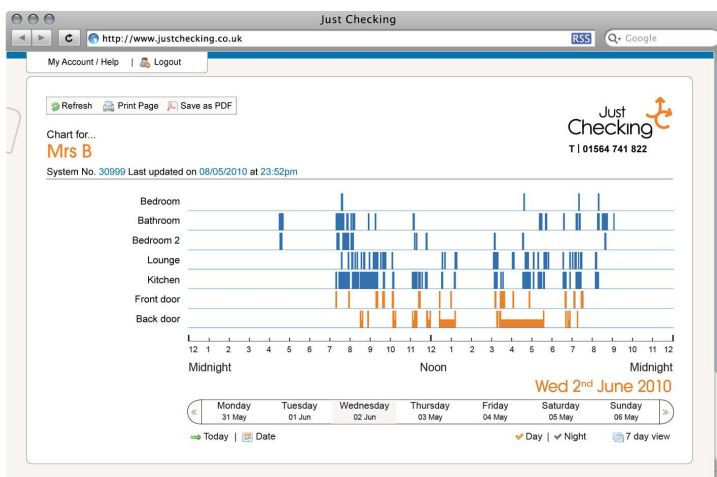 Just Checking
http://www.justchecking.co.uk RSS Google
My Account / Help | Logout
Refresh Print Page Save as PDF
Just
Checking
T | 01564 741 822
Chart for...
Mrs B
System No. 30999 Last updated on 08/05/2010 at 23:52pm
Bedroom
Bathroom
Bedroom 2
Lounge
Kitchen
Front door
Back door
12 1 2 3 4 5 6 7 8 9 10 11 12 1 2 3 4 5 6 7 8 9 10 11 12
Midnight Noon Midnight
Wed 2nd June 2010
« Monday Tuesday Wednesday Thursday Friday Saturday Sunday »
31 May 01 Jun 02 Jun 03 May 04 May 05 May 06 May
Today | Date Day | Night 7 day view